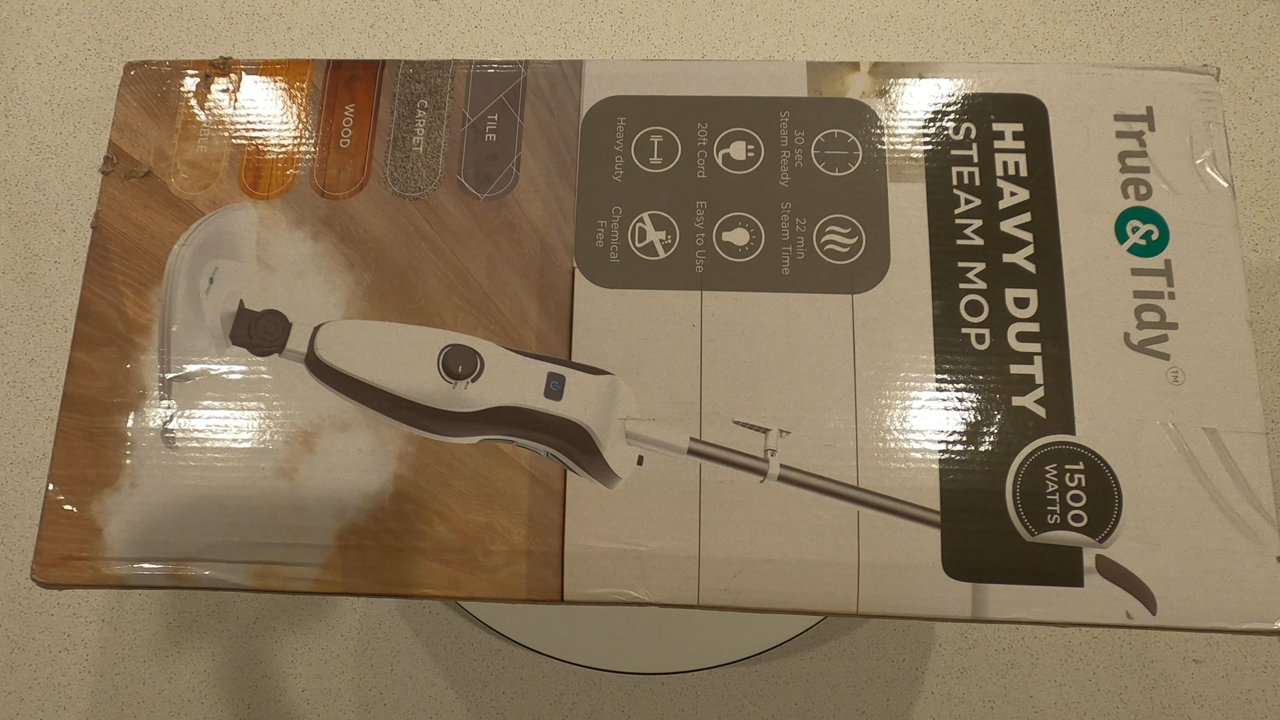 True & Tidy™
HEAVY DUTY
STEAM MOP
1500
WATTS
30 sec
Steam Ready
22 min
Steam Time
20ft Cord
Easy to Use
Heavy duty
Chemical
Free
TILE
CARPET
WOOD